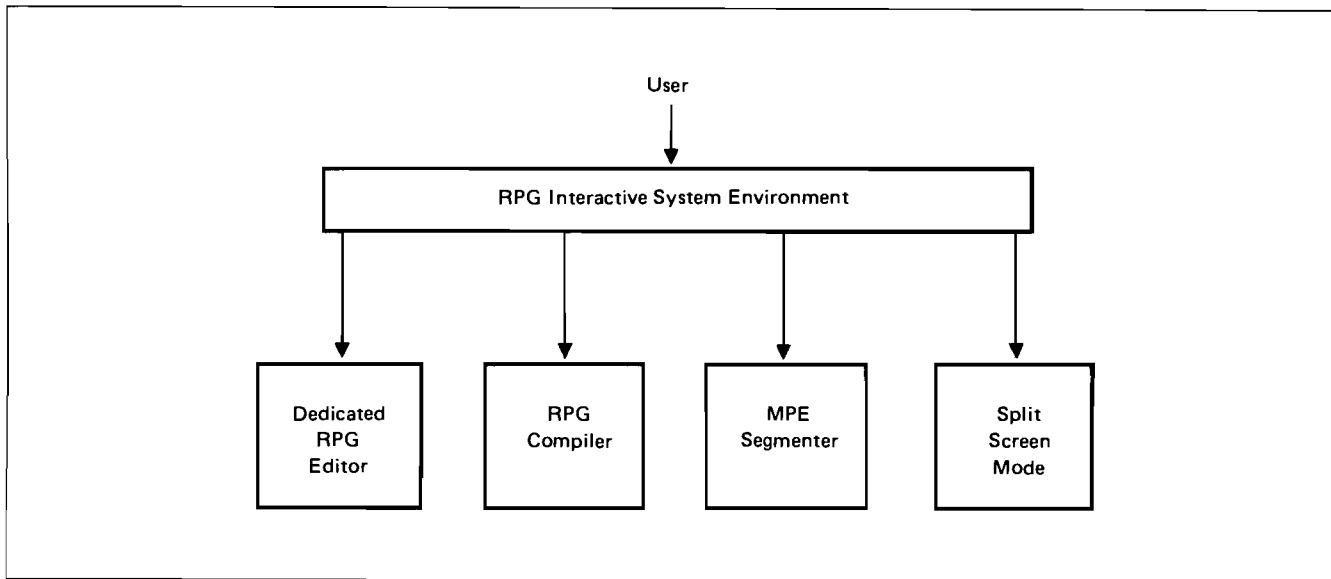 User
RPG Interactive System Environment
Dedicated
RPG
Editor
RPG
Compiler
MPE
Segmenter
Split
Screen
Mode